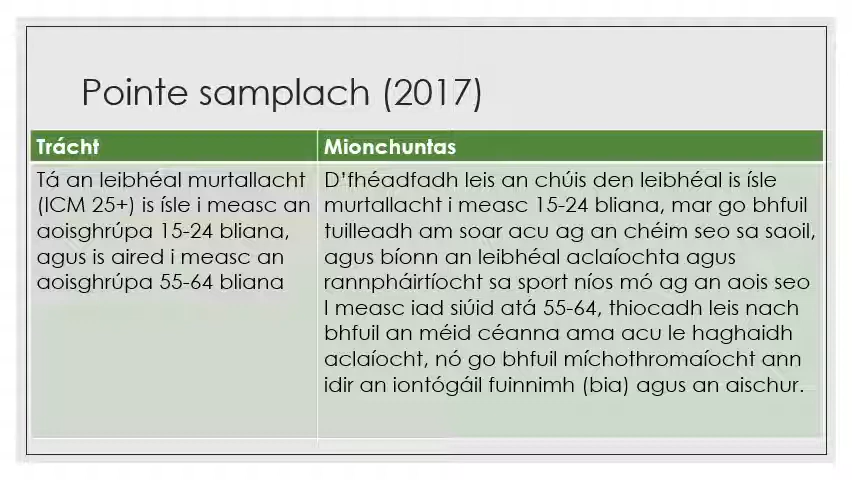 Pointe samplach (2017)
Trácht
Tá an leibhéal murtallacht
(ICM 25+) is ísle i measc an
aoisghrúpa 15-24 bliana,
agus is aired i measc an
aoisghrúpa 55-64 bliana
Mionchuntas
D'fhéadfadh leis an chúis den leibhéal is ísle
murtallacht i measc 15-24 bliana, mar go bhfuil
tuilleadh am soar acu ag an chéim seo sa saoil,
agus bíonn an leibhéal aclaíochta agus
rannpháirtíocht sa sport níos mó ag an aois seo
I measc iad siúid atá 55-64, thiocadh leis nach
bhfuil an méid céanna ama acu le haghaidh
aclaíocht, nó go bhfuil míchothromaíocht ann
idir an iontógáil fuinnimh (bia) agus an aischur.